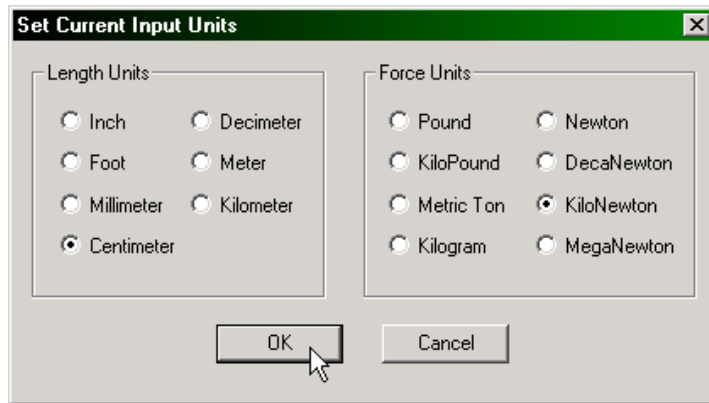 Set Current Input Units
Length Units
Inch
Decimeter
Foot
Meter
Millimeter
Kilometer
Centimeter
Force Units
Pound
Newton
KiloPound
DecaNewton
Metric Ton
KiloNewton
Kilogram
MegaNewton
OK
Cancel